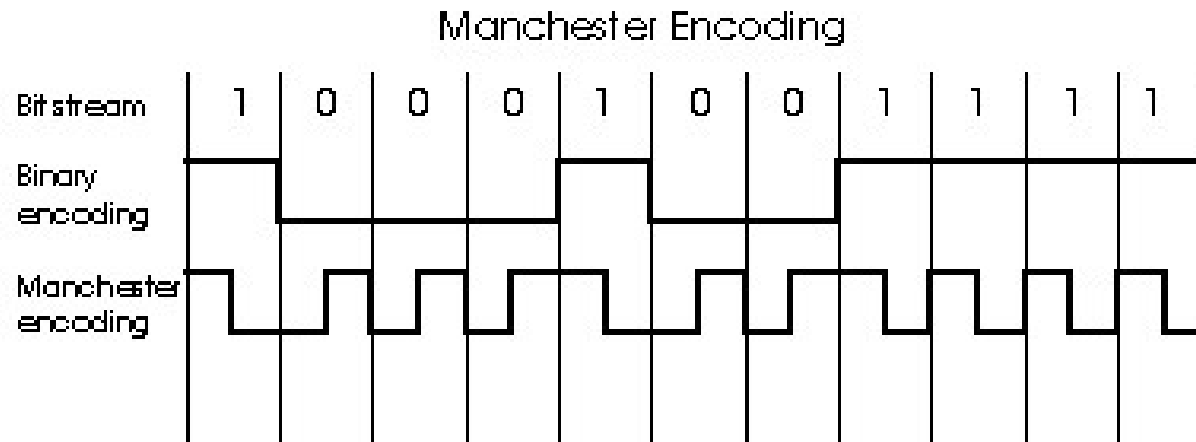 Manchester Encoding
Bitstream 1 0 0 0 1 0 0 1 1 1 1
Binary
encoding
Manchester
encoding